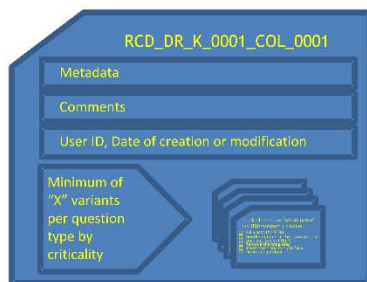 RCD_DR_K_0001_COL_0001
Metadata
Comments
User ID, Date of creation or modification
Minimum of
"X" variants
per question
type by
criticality